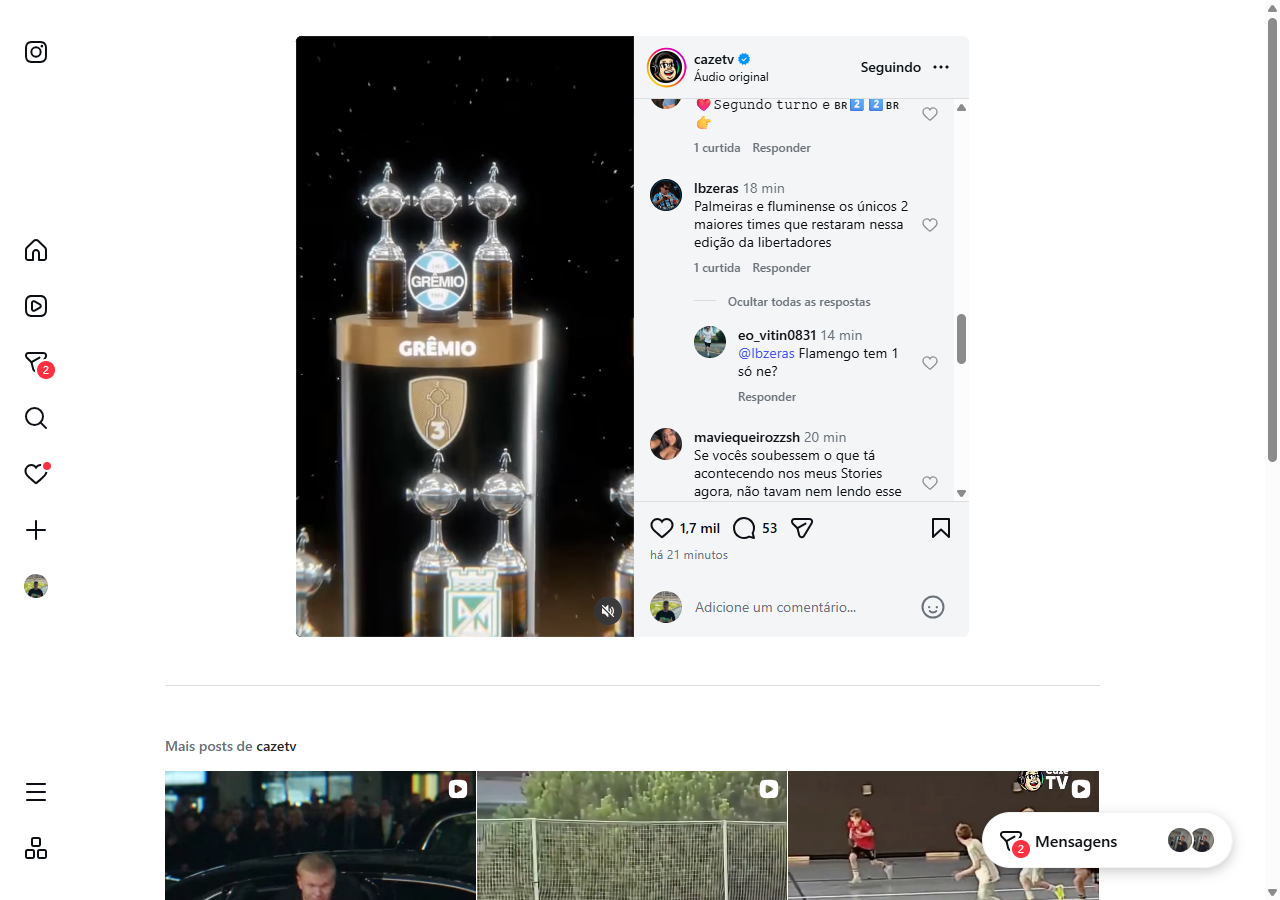 cazetv
Áudio original
Seguindo
💔Segundo turno e ʙʀ2️⃣ 2️⃣ʙʀ
👉
1 curtida Responder
lbzeras 18 min
Palmeiras e fluminense os únicos 2
maiores times que restaram nessa
edição da libertadores
1 curtida Responder
Ocultar todas as respostas
eo_vitin0831 14 min
@lbzeras Flamengo tem 1
só ne?
Responder
maviequeirozzsh 20 min
Se vocês soubessem o que tá
acontecendo nos meus Stories
agora, não tavam nem lendo esse
1,7 mil
53
há 21 minutos
Adicione um comentário...
GRÊMIO
GRÊMIO
3
2
Mais posts de cazetv
TV
2
Mensagens